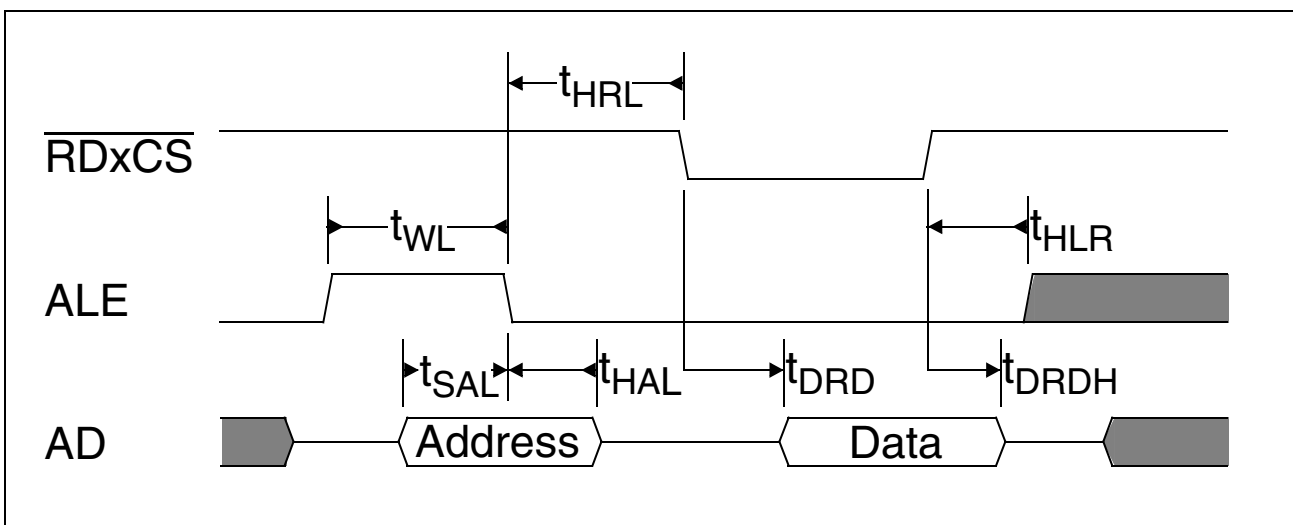 tHRL
RDxCS
tWL
tHLR
ALE
tSAL
tHAL
tDRD
tDRDH
AD
Address
Data